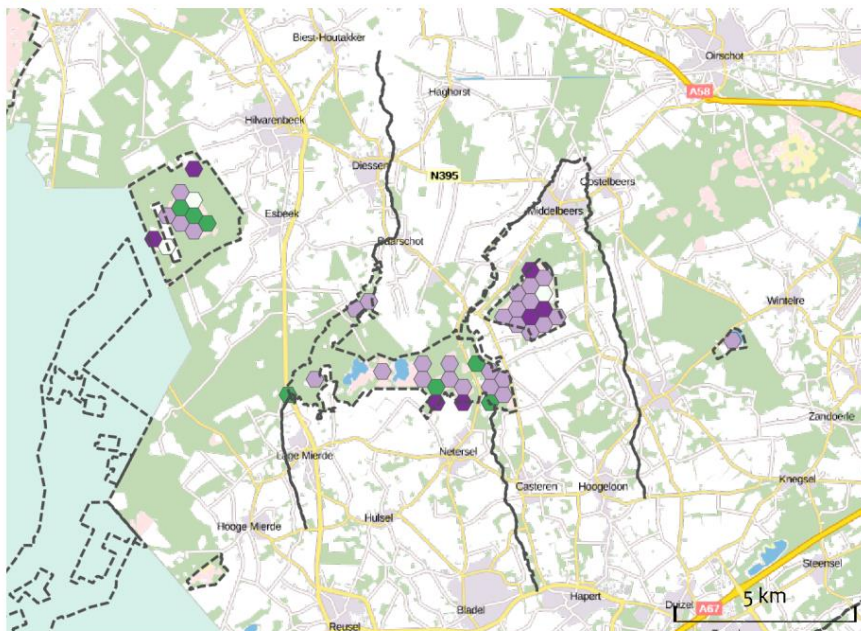 Biest-Houtakker
Oirschot
Haghorst
A58
Hilvarenbeek
Diessen
N395
Oostelbeers
Esbeek
Middelbeers
Baarschot
Wintelre
Zandoerle
Lage Mierde
Netersel
Casteren
Hoogeloon
Knegsel
Hooge Mierde
Hulsel
Steensel
5 km
Bladel
Hapert
Duizel
A67
Reusel